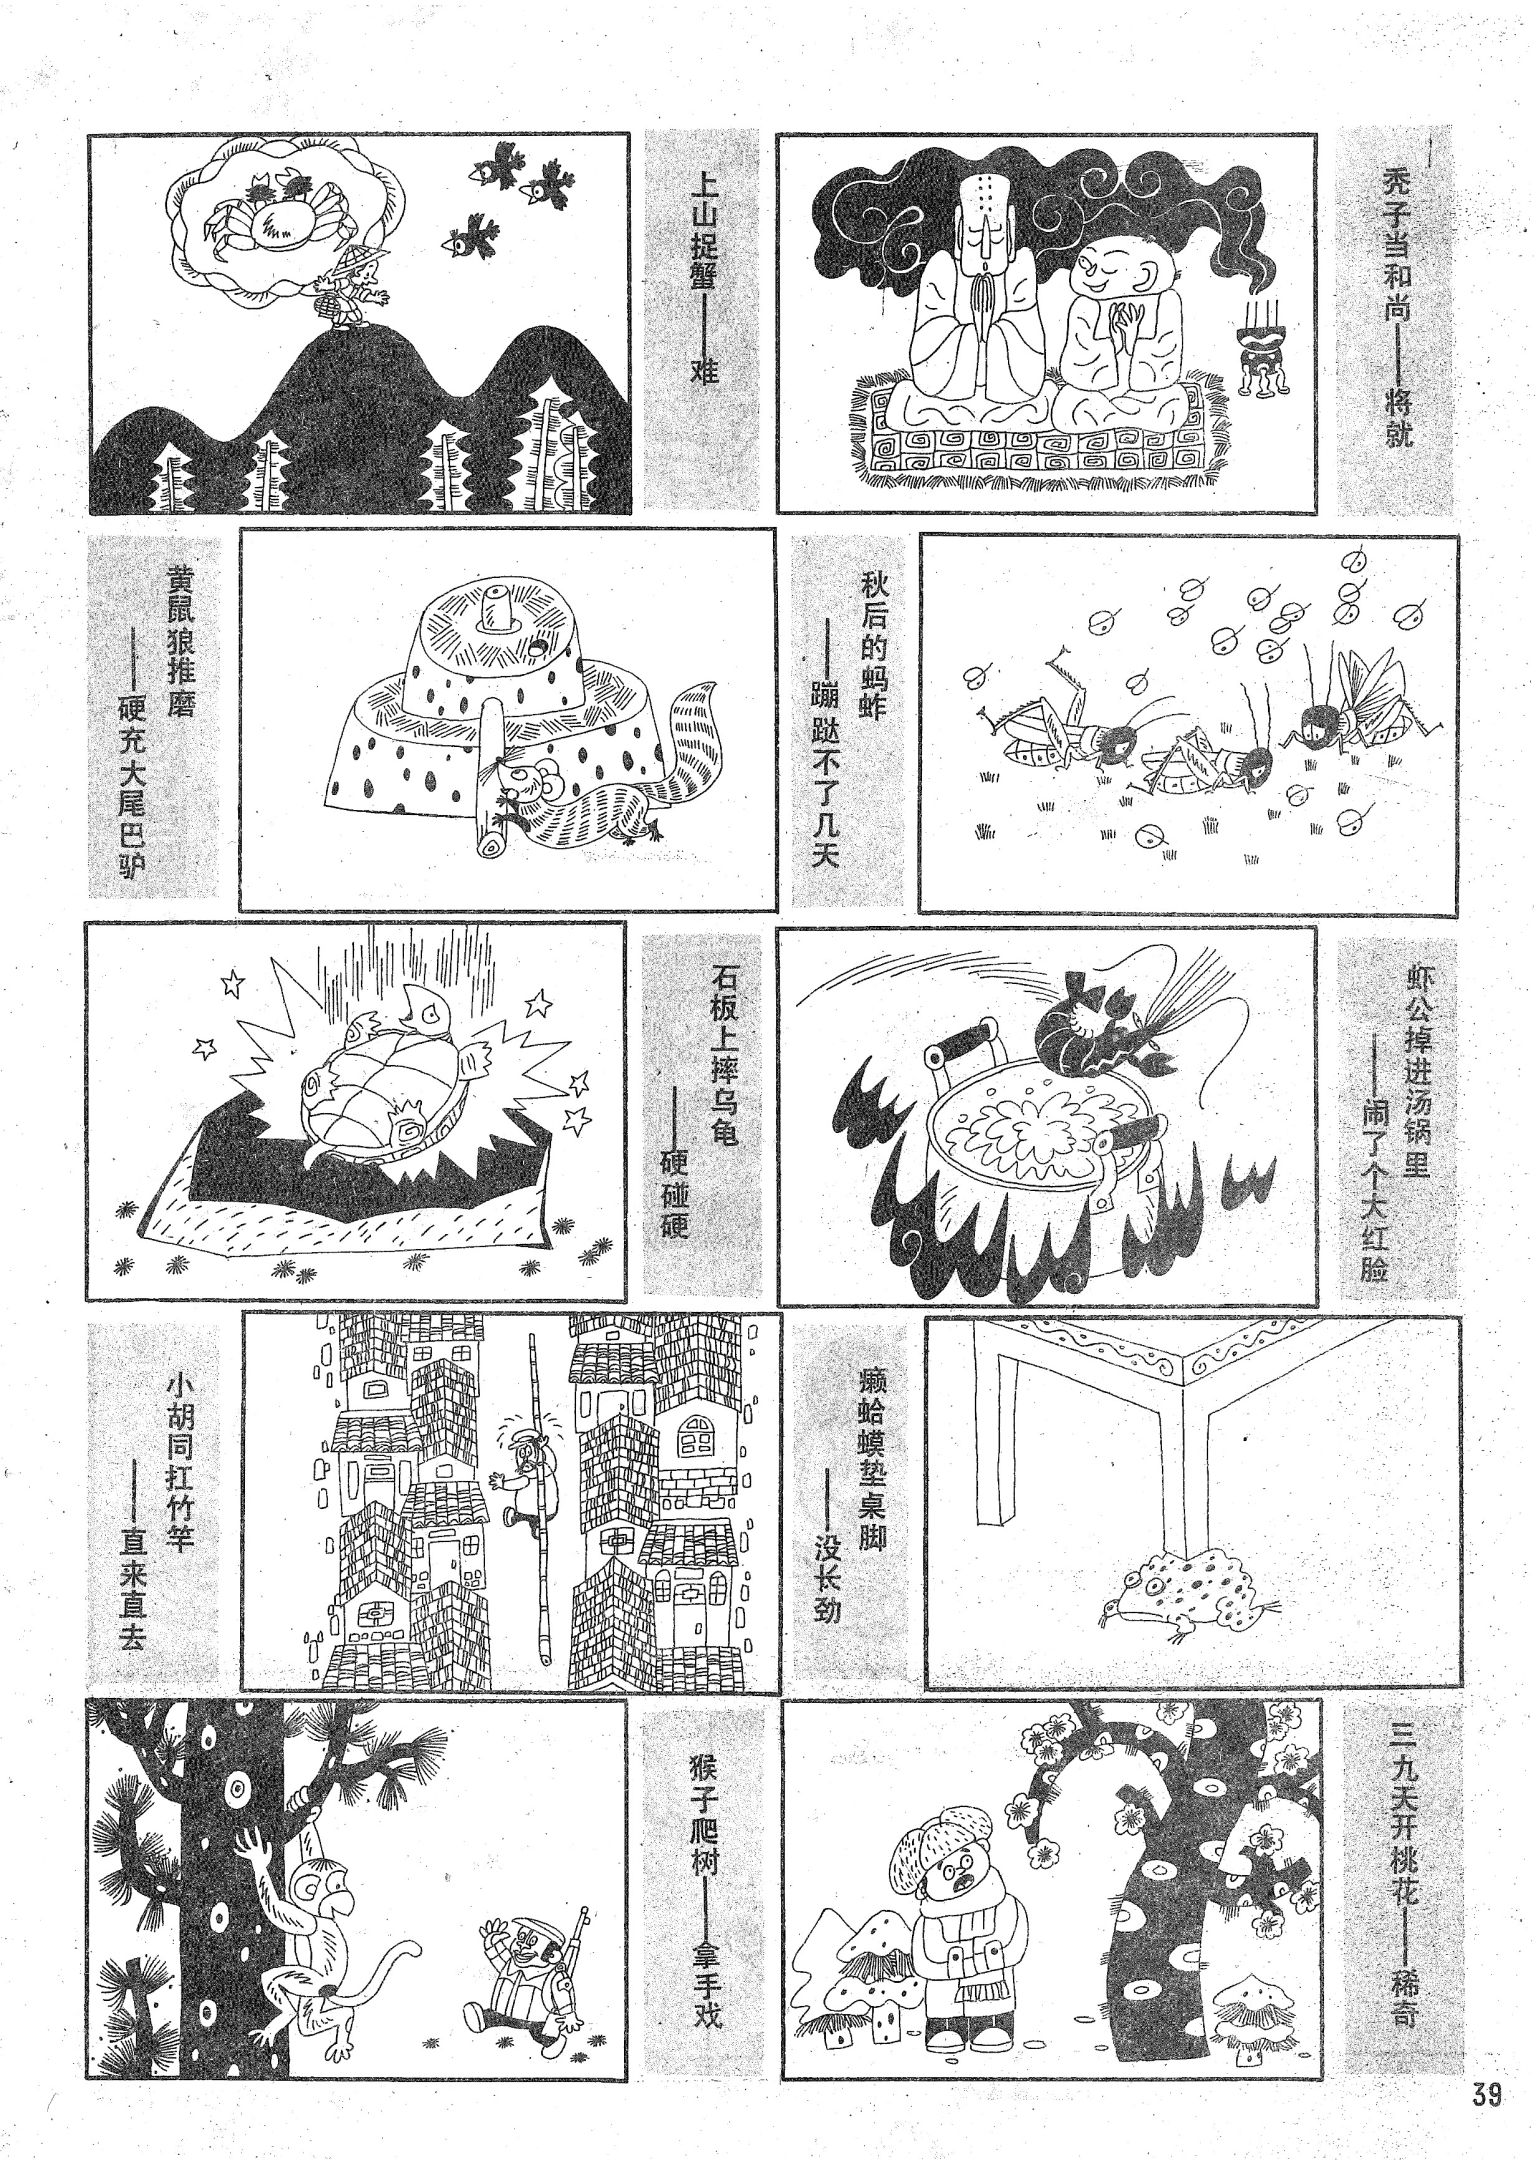 秃子当和尚——将就
上山捉蟹——难
秋后的蚂蚱
——蹦跶不了几天
黄鼠狼推磨
——硬充大尾巴驴
虾公掉进汤锅里
——闹了个大红脸
石板上摔乌龟
——硬碰硬
癞蛤蟆垫桌脚
——没长劲
小胡同扛竹竿
——直来直去
三九天开桃花——稀奇
猴子爬树——拿手戏
39